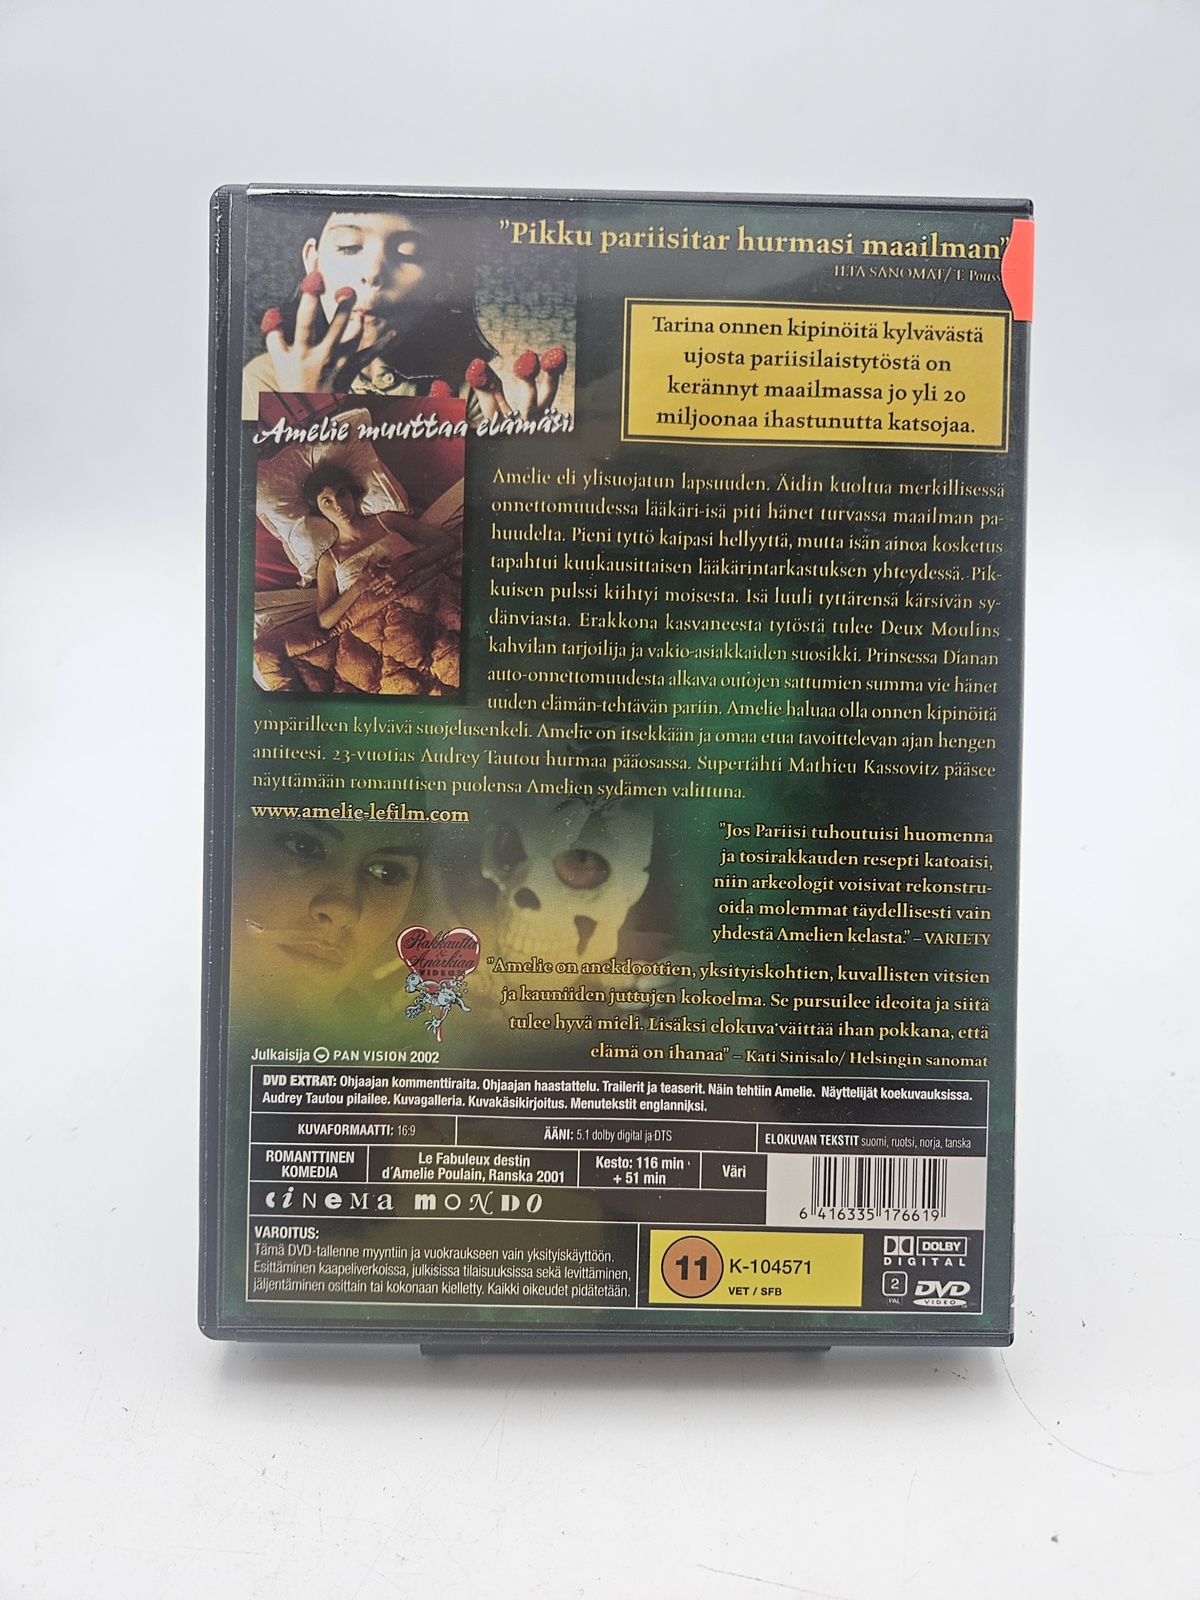 "Pikku pariisitar hurmasi maailman"
ILTA SANOMAT/ T. Pouss
Tarina onnen kipinöitä kylvävästä
ujosta pariisilaistytöstä on
kerännyt maailmassa jo yli 20
miljoonaa ihastunutta katsojaa.
Amelie muuttaa elämäsi.
Amelie eli ylisuojatun lapsuuden. Äidin kuoltua merkillisessä
onnettomuudessa lääkäri-isä piti hänet turvassa maailman pa-
huudelta. Pieni tyttö kaipasi hellyyttä, mutta isän ainoa kosketus
tapahtui kuukausittaisen lääkärintarkastuksen yhteydessä. Pik-
kuisen pulssi kiihtyi moisesta. Isä luuli tyttärensä kärsivän sy-
dänviasta. Erakkona kasvaneesta tytöstä tulee Deux Moulins
kahvilan tarjoilija ja vakio-asiakkaiden suosikki. Prinsessa Dianan
auto-onnettomuudesta alkava outojen sattumien summa vie hänet
uuden elämän-tehtävän pariin. Amelie haluaa olla onnen kipinöitä
ympärilleen kylvävä suojelusenkeli. Amelie on itsekkään ja omaa etua tavoittelevan ajan hengen
antiteesi. 23-vuotias Audrey Tautou hurmaa pääosassa. Supertähti Mathieu Kassovitz pääsee
näyttämään romanttisen puolensa Amelien sydämen valittuna.
www.amelie-lefilm.com
"Jos Pariisi tuhoutuisi huomenna
ja tosirakkauden resepti katoaisi,
niin arkeologit voisivat rekonstru-
oida molemmat täydellisesti vain
yhdestä Amelien kelasta." – VARIETY
Rakkautta
& Anarkiaa
VIDEO
"Amelie on anekdoottien, yksityiskohtien, kuvallisten vitsien
ja kauniiden juttujen kokoelma. Se pursuilee ideoita ja siitä
tulee hyvä mieli. Lisäksi elokuva väittää ihan pokkana, että
elämä on ihanaa" – Kati Sinisalo/ Helsingin sanomat
Julkaisija PAN VISION 2002
DVD EXTRAT: Ohjaajan kommenttiraita. Ohjaajan haastattelu. Trailerit ja teaserit. Näin tehtiin Amelie. Näyttelijät koekuvauksissa.
Audrey Tautou pilailee. Kuvagalleria. Kuvakäsikirjoitus. Menutekstit englanniksi.
KUVAFORMAATTI: 16:9
ÄÄNI: 5.1 dolby digital ja DTS
ELOKUVAN TEKSTIT suomi, ruotsi, norja, tanska
ROMANTTINEN
KOMEDIA
Le Fabuleux destin
d'Amelie Poulain, Ranska 2001
Kesto: 116 min
+ 51 min
Väri
CINEMA MONDO
6 416335 176619
VAROITUS:
Tämä DVD-tallenne myyntiin ja vuokraukseen vain yksityiskäyttöön.
Esittäminen kaapeliverkoissa, julkisissa tilaisuuksissa sekä levittäminen,
jäljentäminen osittain tai kokonaan kielletty. Kaikki oikeudet pidätetään.
11 K-104571
VET / SFB
DOLBY
DIGITAL
2
PAL
DVD
VIDEO